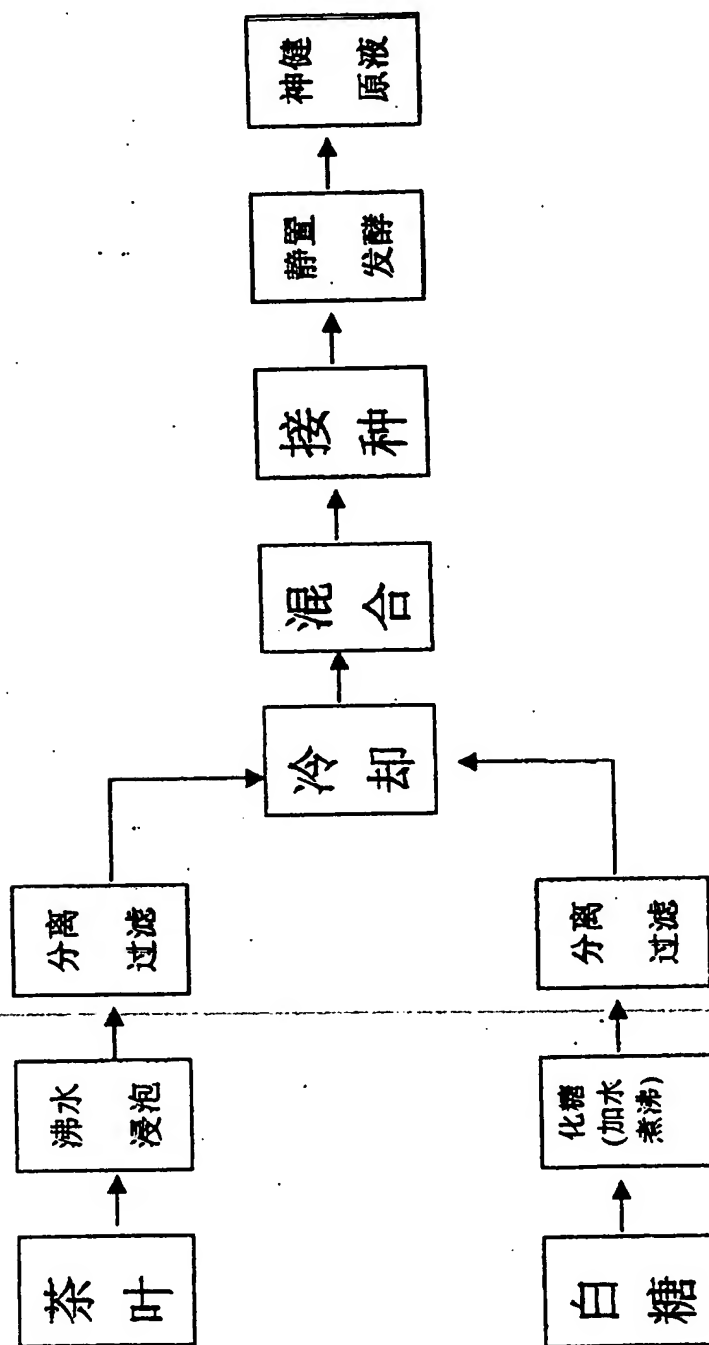 茶
叶
沸水
浸泡
分离
过滤
白
糖
化糖
(加水
煮沸)
分离
过滤
冷
却
混
合
接
种
静置
发酵
神健
原液